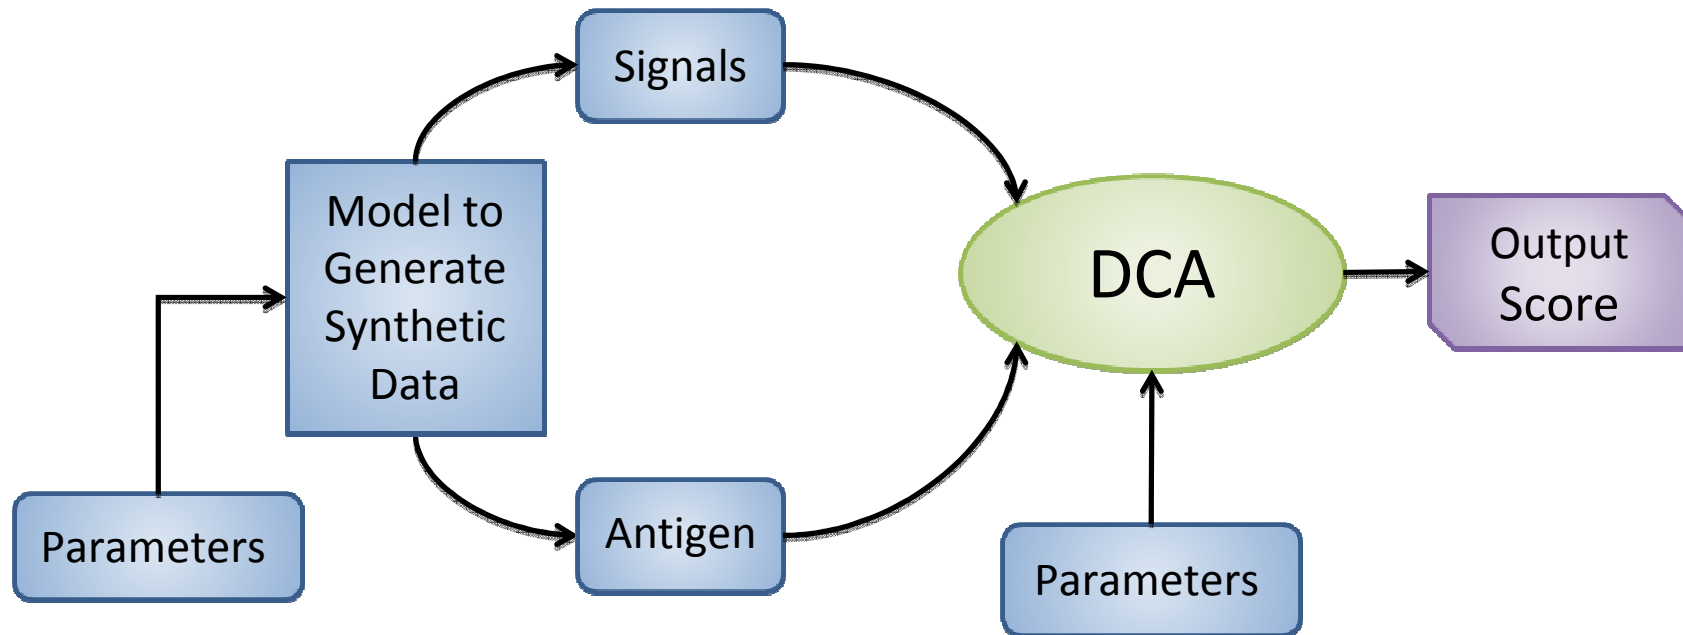 Signals
Model to
Generate
Synthetic
Data
DCA
Output
Score
Parameters
Antigen
Parameters